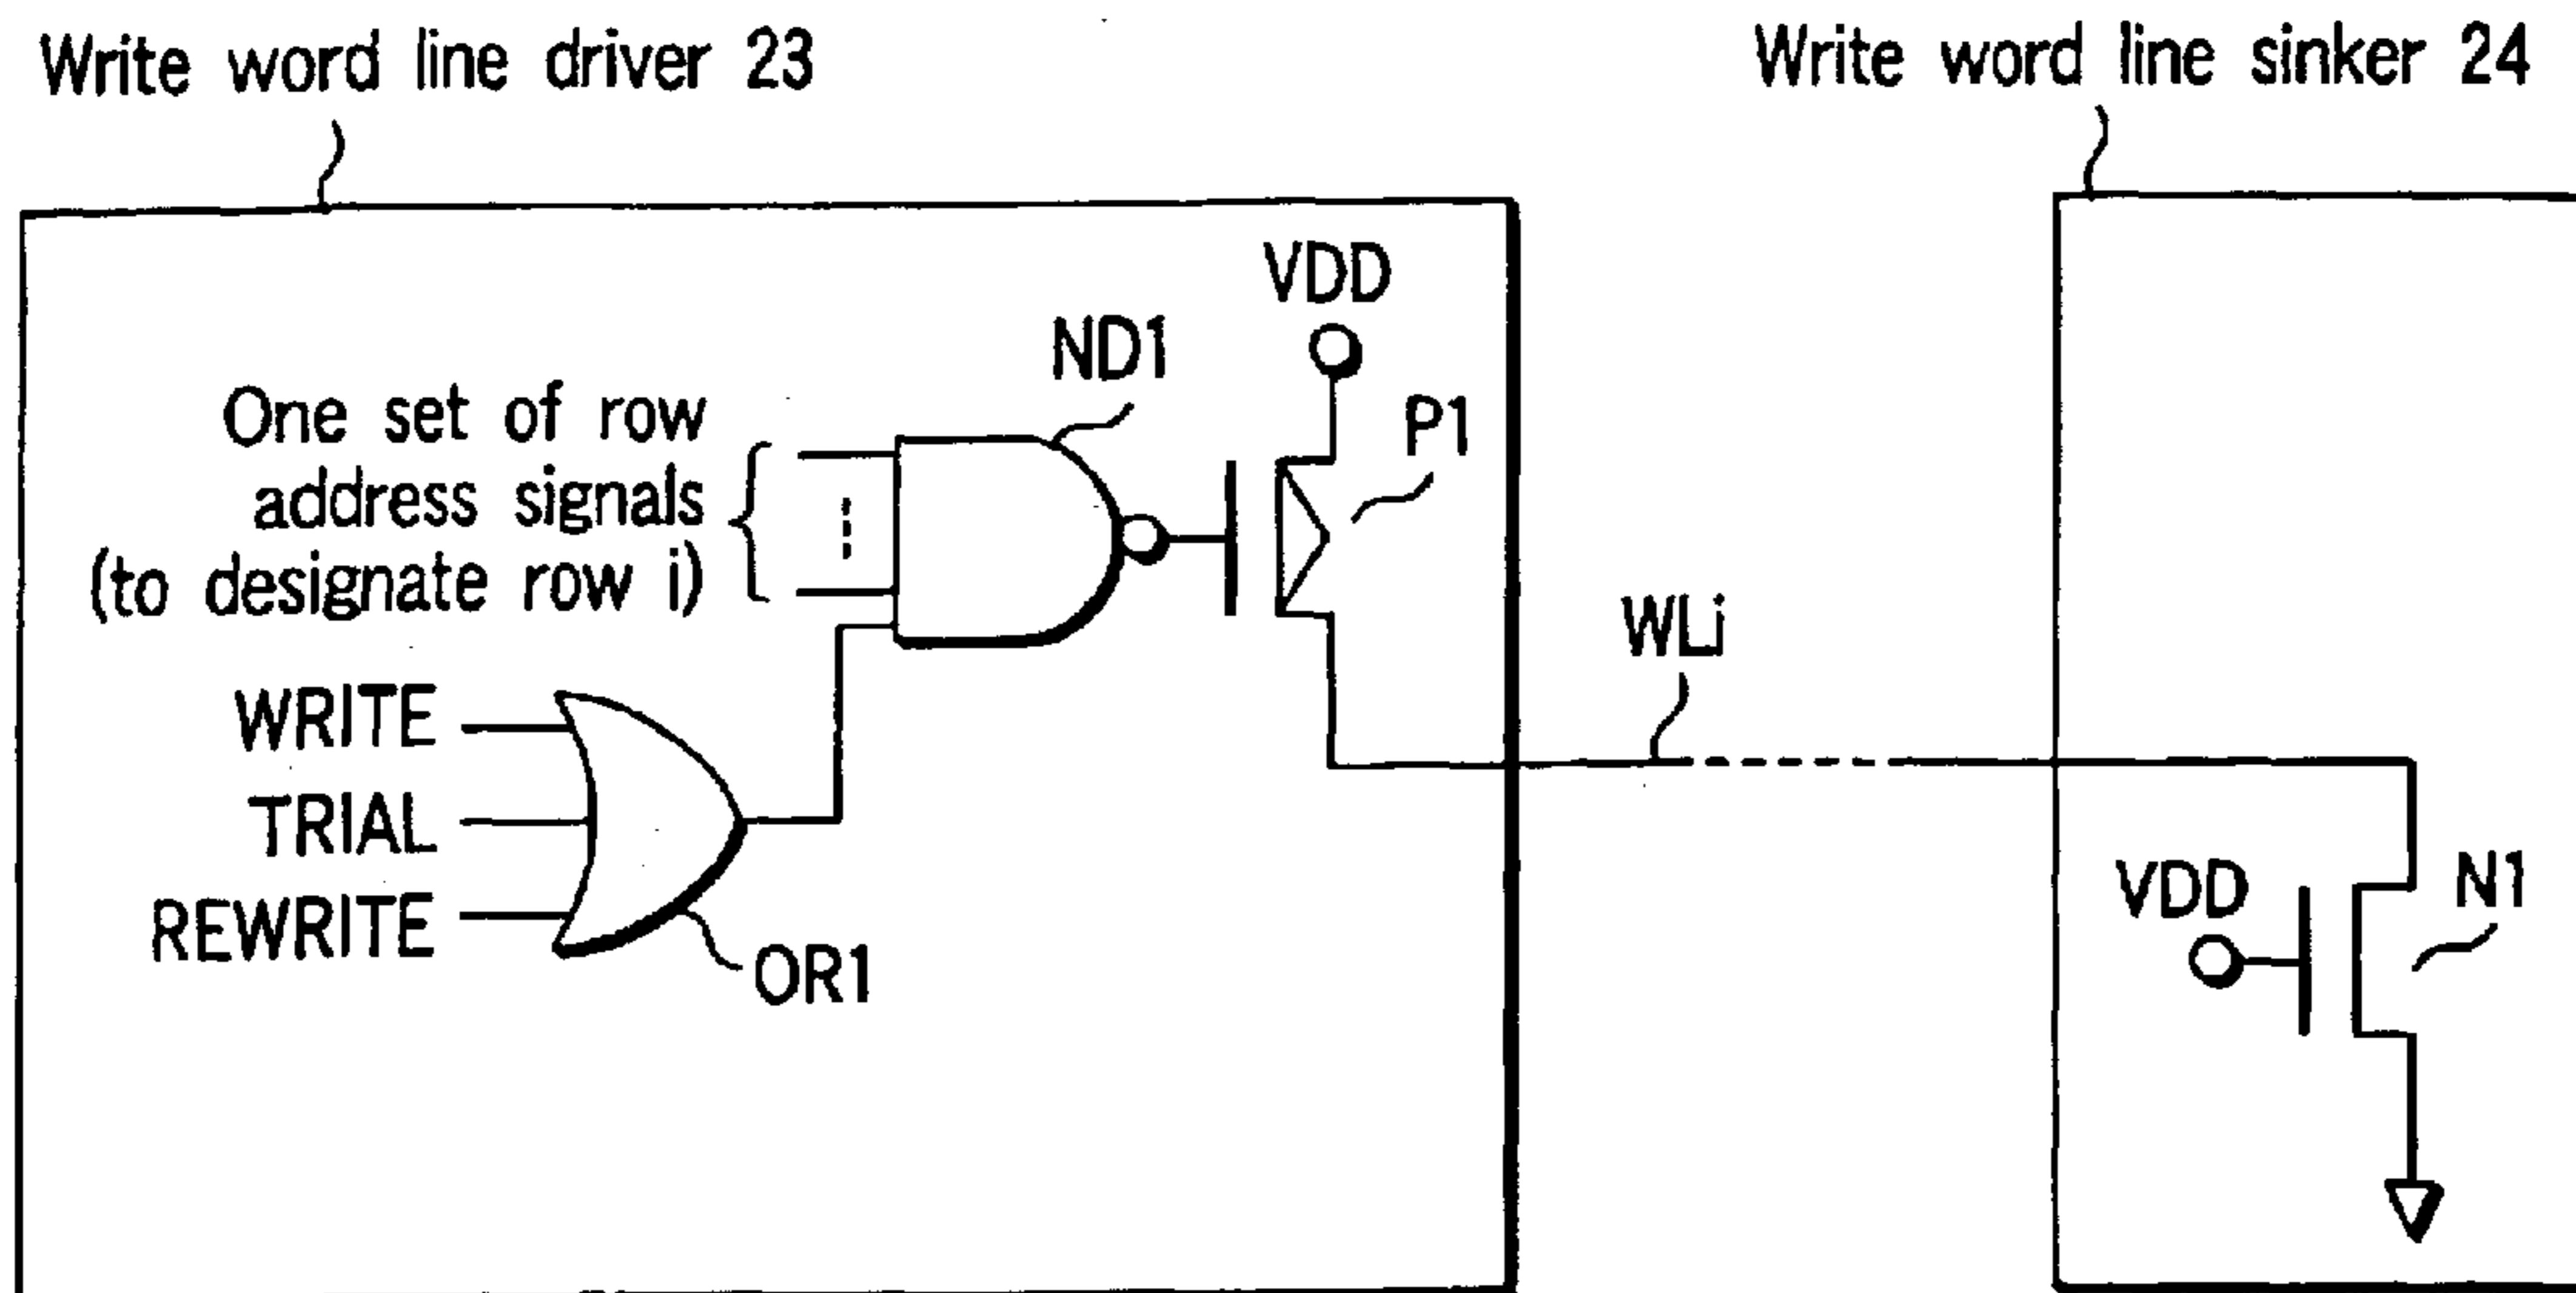 Write word line driver 23
Write word line sinker 24
VDD
ND1
P1
One set of row
address signals
(to designate row i)
WLi
WRITE
TRIAL
REWRITE
OR1
VDD
N1